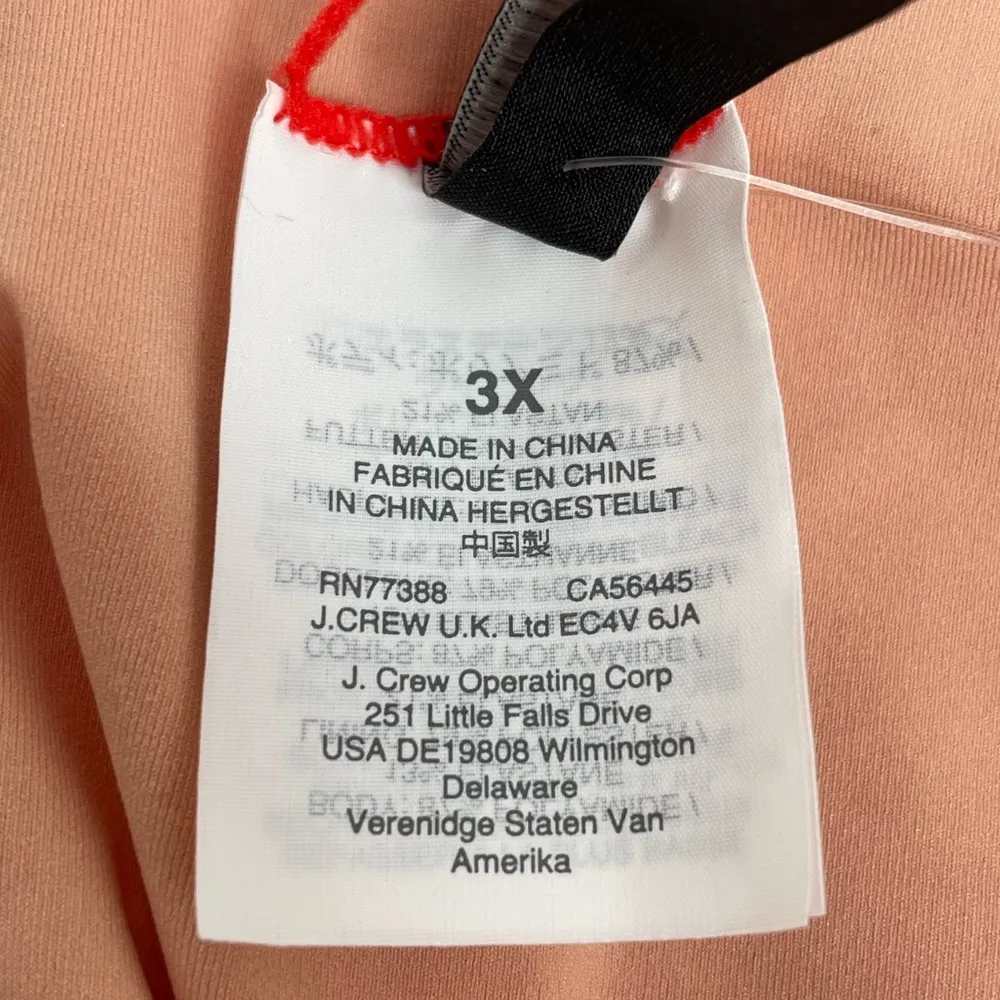 3X
MADE IN CHINA
FABRIQUÉ EN CHINE
IN CHINA HERGESTELLT
中国製
RN77388 CA56445
J.CREW U.K. Ltd EC4V 6JA
J. Crew Operating Corp
251 Little Falls Drive
USA DE19808 Wilmington
Delaware
Verenidge Staten Van
Amerika